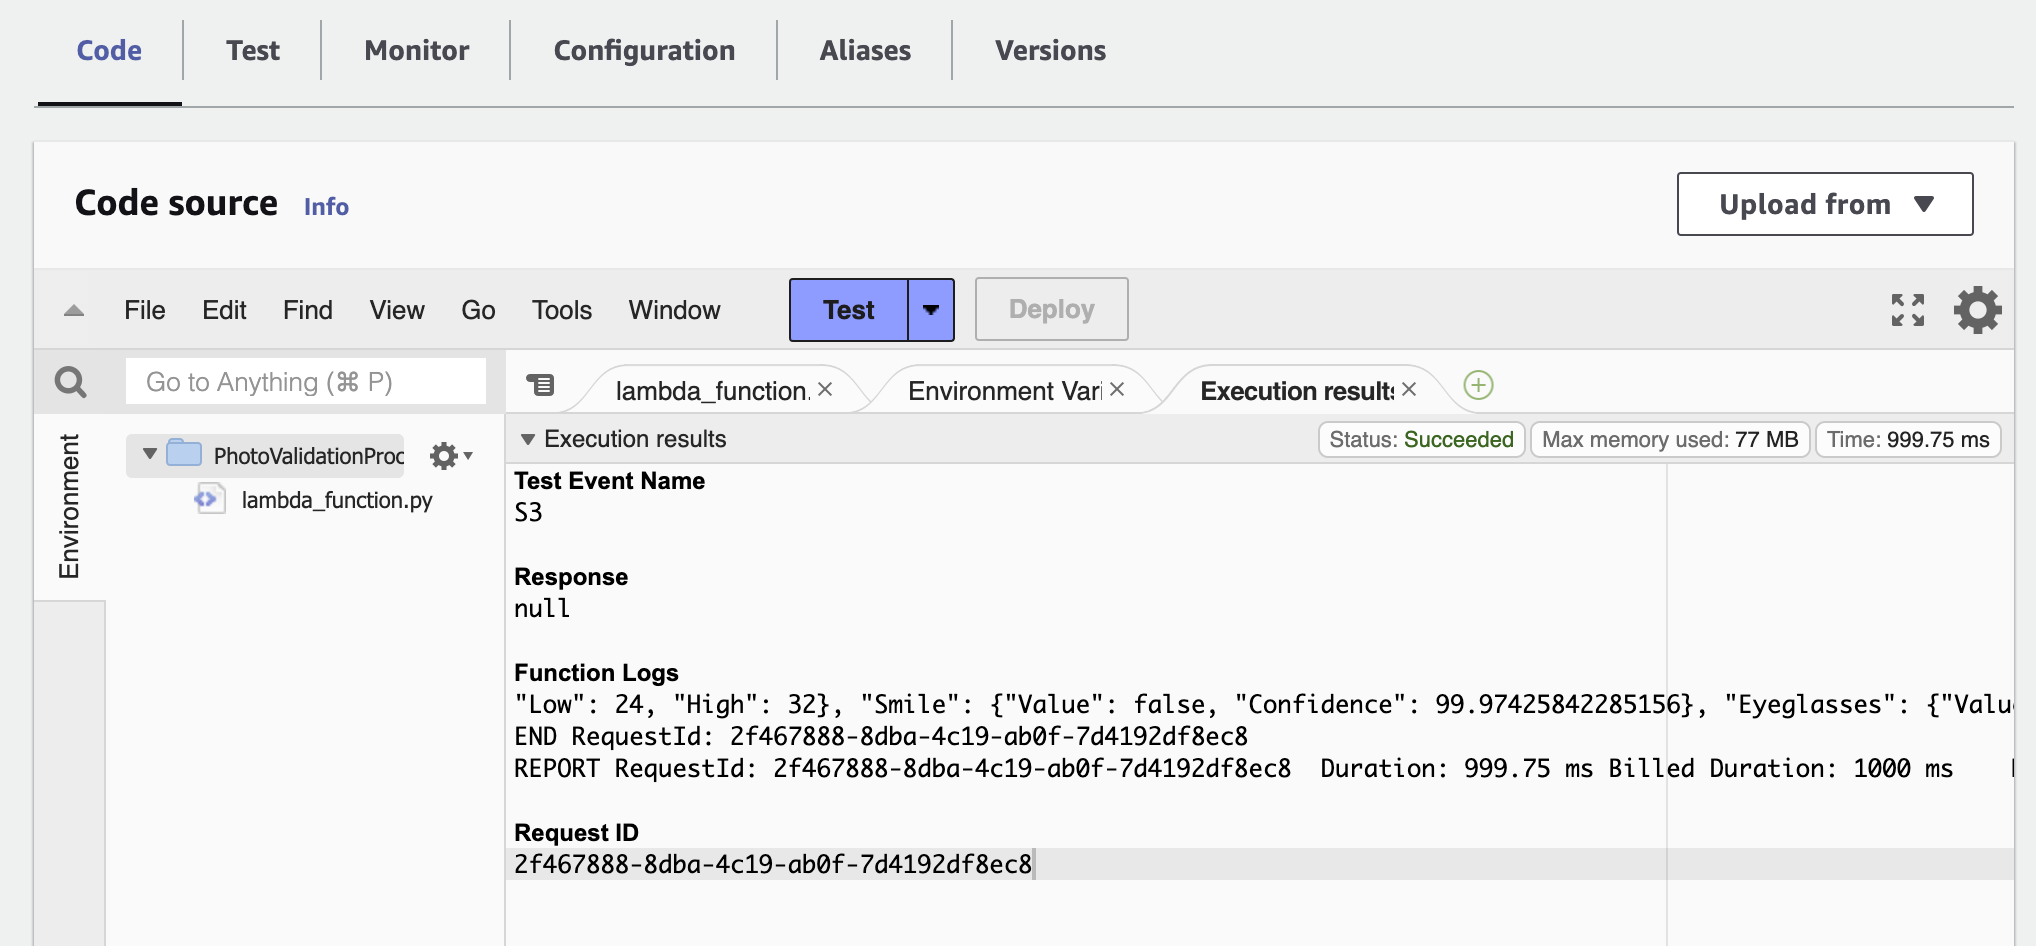 Code Test Monitor Configuration Aliases Versions
Code source Info
Upload from
File Edit Find View Go Tools Window Test Deploy
Go to Anything (⌘ P)
lambda_function. Environment Vari Execution results
Environment
PhotoValidationProc
lambda_function.py
Execution results
Status: Succeeded Max memory used: 77 MB Time: 999.75 ms
Test Event Name
S3
Response
null
Function Logs
"Low": 24, "High": 32}, "Smile": {"Value": false, "Confidence": 99.97425842285156}, "Eyeglasses": {"Valu
END RequestId: 2f467888-8dba-4c19-ab0f-7d4192df8ec8
REPORT RequestId: 2f467888-8dba-4c19-ab0f-7d4192df8ec8 Duration: 999.75 ms Billed Duration: 1000 ms
Request ID
2f467888-8dba-4c19-ab0f-7d4192df8ec8